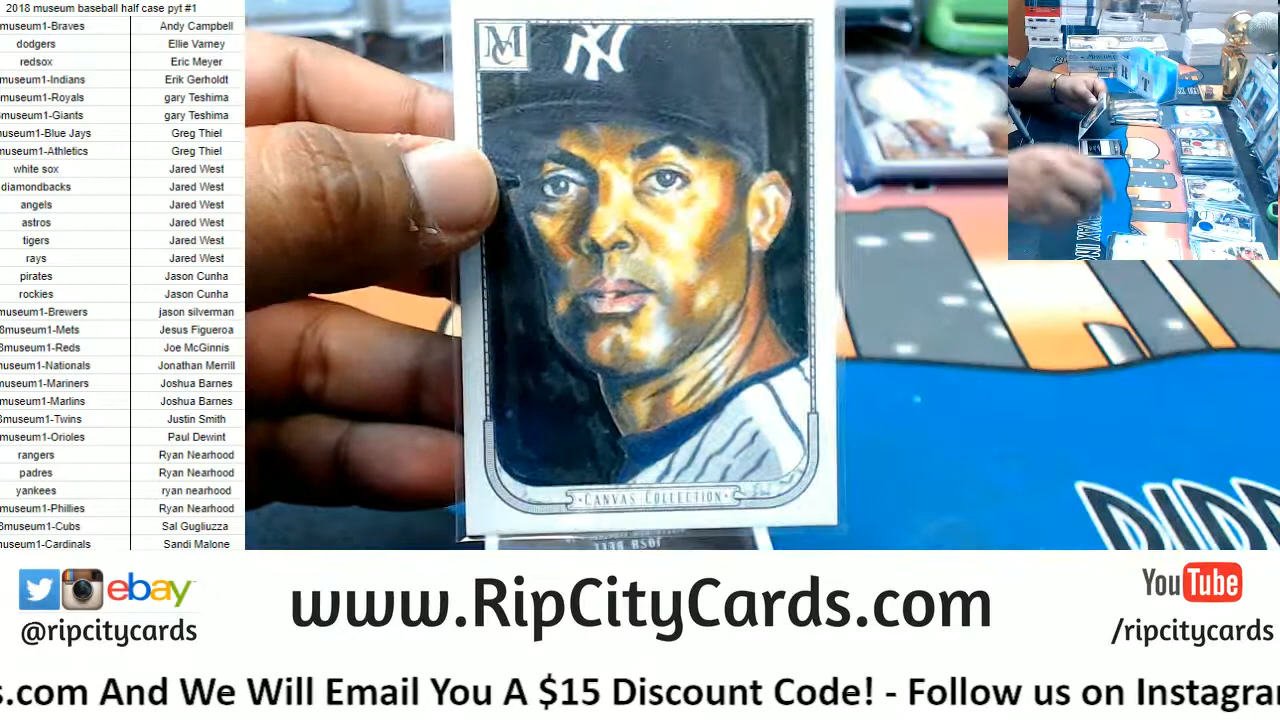 2018 museum baseball half case pyt #1
museum1-Braves Andy Campbell
dodgers Ellie Varney
redsox Eric Meyer
museum1-Indians Erik Gerholdt
museum1-Royals gary Teshima
museum1-Giants gary Teshima
museum1-Blue Jays Greg Thiel
museum1-Athletics Greg Thiel
white sox Jared West
diamondbacks Jared West
angels Jared West
astros Jared West
tigers Jared West
rays Jared West
pirates Jason Cunha
rockies Jason Cunha
museum1-Brewers jason silverman
8museum1-Mets Jesus Figueroa
8museum1-Reds Joe McGinnis
museum1-Nationals Jonathan Merrill
museum1-Mariners Joshua Barnes
museum1-Marlins Joshua Barnes
8museum1-Twins Justin Smith
museum1-Orioles Paul Dewint
rangers Ryan Nearhood
padres Ryan Nearhood
yankees ryan nearhood
museum1-Phillies Ryan Nearhood
8museum1-Cubs Sal Gugliuzza
museum1-Cardinals Sandi Malone
MC
NY
CANVAS COLLECTION
JOSH BELL
ebay
@ripcitycards
www.RipCityCards.com
YouTube
/ripcitycards
s.com And We Will Email You A $15 Discount Code! - Follow us on Instagra